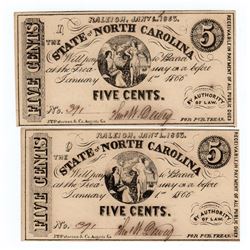 RALEIGH, JAN'Y 1, 1863.
STATE OF NORTH CAROLINA
Will pay to Bearer
at the Treasury on or before
January 1st 1866
FIVE CENTS.
No. 391
FIVE CENTS
5
RECEIVABLE IN PAYMENT OF ALL PUBLIC DUES
BY AUTHORITY
OF LAW.
FOR PUB. TREAS.
RALEIGH, JAN'Y 1, 1863.
STATE OF NORTH CAROLINA
Will pay to Bearer
at the Treasury on or before
January 1st 1866
FIVE CENTS.
No. 391
FIVE CENTS
5
RECEIVABLE IN PAYMENT OF ALL PUBLIC DUES
BY AUTHORITY
OF LAW.
FOR PUB. TREAS.